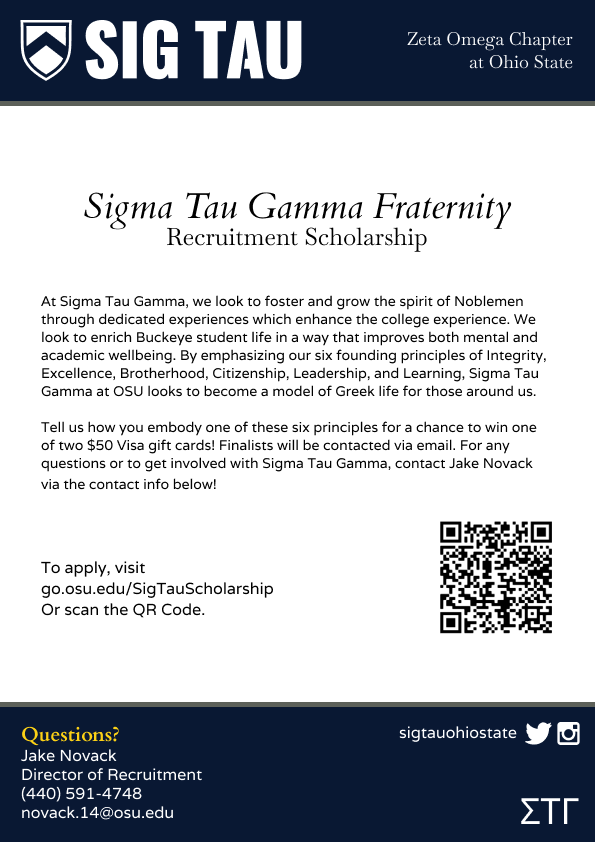 SIG TAU
Zeta Omega Chapter
at Ohio State
Sigma Tau Gamma Fraternity
Recruitment Scholarship
At Sigma Tau Gamma, we look to foster and grow the spirit of Noblemen
through dedicated experiences which enhance the college experience. We
look to enrich Buckeye student life in a way that improves both mental and
academic wellbeing. By emphasizing our six founding principles of Integrity,
Excellence, Brotherhood, Citizenship, Leadership, and Learning, Sigma Tau
Gamma at OSU looks to become a model of Greek life for those around us.
Tell us how you embody one of these six principles for a chance to win one
of two $50 Visa gift cards! Finalists will be contacted via email. For any
questions or to get involved with Sigma Tau Gamma, contact Jake Novack
via the contact info below!
To apply, visit
go.osu.edu/SigTauScholarship
Or scan the QR Code.
Questions?
Jake Novack
Director of Recruitment
(440) 591-4748
novack.14@osu.edu
sigtauohiostate
ΣΤΓ